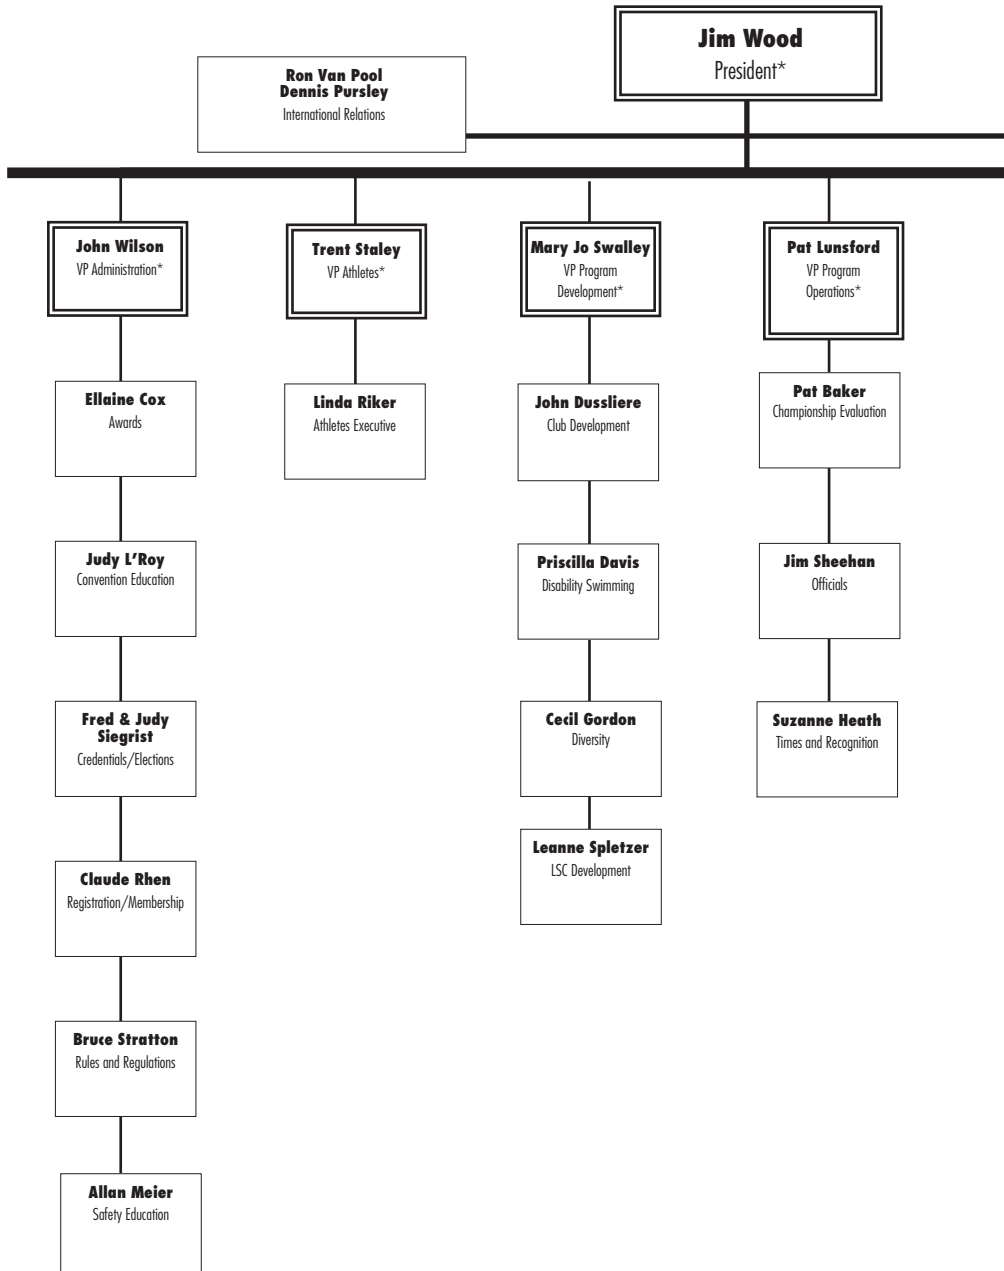 Jim Wood
President*
Ron Van Pool
Dennis Pursley
International Relations
John Wilson
VP Administration*
Ellaine Cox
Awards
Judy L’Roy
Convention Education
Fred & Judy
Siegrist
Credentials/Elections
Claude Rhen
Registration/Membership
Bruce Stratton
Rules and Regulations
Allan Meier
Safety Education
Trent Staley
VP Athletes*
Linda Riker
Athletes Executive
Mary Jo Swalley
VP Program
Development*
John Dussliere
Club Development
Priscilla Davis
Disability Swimming
Cecil Gordon
Diversity
Leanne Spletzer
LSC Development
Pat Lunsford
VP Program
Operations*
Pat Baker
Championship Evaluation
Jim Sheehan
Officials
Suzanne Heath
Times and Recognition